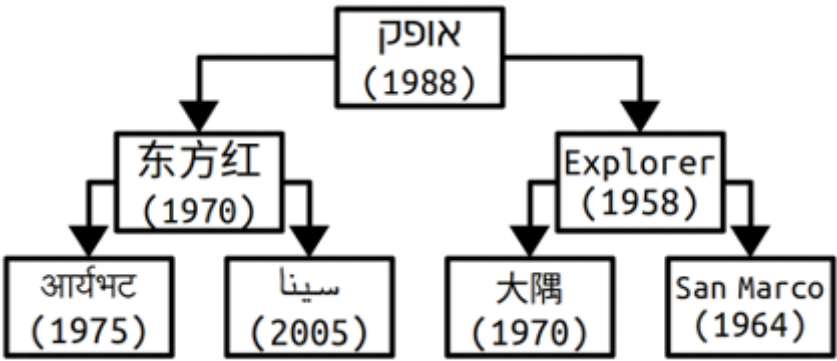 אופק
(1988)
东方红
(1970)
Explorer
(1958)
आर्यभट
(1975)
سينا
(2005)
大隅
(1970)
San Marco
(1964)